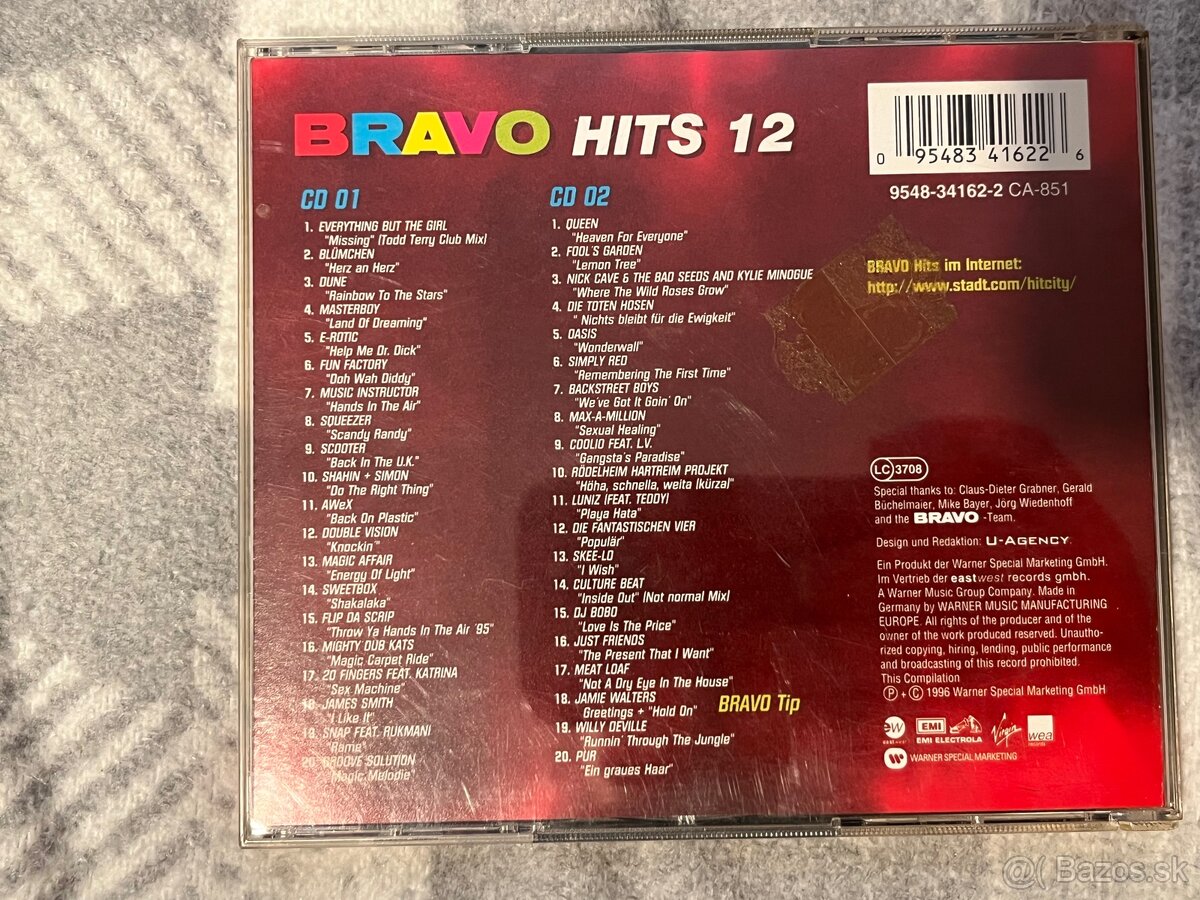 BRAVO HITS 12
0 95483 41622 6
9548-34162-2 CA-851
CD 01
1. EVERYTHING BUT THE GIRL
"Missing" (Todd Terry Club Mix)
2. BLÜMCHEN
"Herz an Herz"
3. DUNE
"Rainbow To The Stars"
4. MASTERBOY
"Land Of Dreaming"
5. E-ROTIC
"Help Me Dr. Dick"
6. FUN FACTORY
"Doh Wah Diddy"
7. MUSIC INSTRUCTOR
"Hands In The Air"
8. SQUEEZER
"Scandy Randy"
9. SCOOTER
"Back In The U.K."
10. SHAHIN + SIMON
"Do The Right Thing"
11. AWeX
"Back On Plastic"
12. DOUBLE VISION
"Knockin"
13. MAGIC AFFAIR
"Energy Of Light"
14. SWEETBOX
"Shakalaka"
15. FLIP DA SCRIP
"Throw Ya Hands In The Air '95"
16. MIGHTY DUB KATS
"Magic Carpet Ride"
17. 20 FINGERS FEAT. KATRINA
"Sex Machine"
18. JAMES SMITH
"I Like It"
19. SNAP FEAT. RUKMANI
"Rame"
20. GROOVE SOLUTION
"Magic Melodie"
CD 02
1. QUEEN
"Heaven For Everyone"
2. FOOL'S GARDEN
"Lemon Tree"
3. NICK CAVE & THE BAD SEEDS AND KYLIE MINOGUE
"Where The Wild Roses Grow"
4. DIE TOTEN HOSEN
" Nichts bleibt für die Ewigkeit"
5. OASIS
"Wonderwall"
6. SIMPLY RED
"Remembering The First Time"
7. BACKSTREET BOYS
"We've Got It Goin' On"
8. MAX-A-MILLION
"Sexual Healing"
9. COOLIO FEAT. L.V.
"Gangsta's Paradise"
10. RÖDELHEIM HARTREIM PROJEKT
"Höha, schnella, weita (kürza)"
11. LUNIZ (FEAT. TEDDY)
"Playa Hata"
12. DIE FANTASTISCHEN VIER
"Populär"
13. SKEE-LO
"I Wish"
14. CULTURE BEAT
"Inside Out" (Not normal Mix)
15. DJ BOBO
"Love Is The Price"
16. JUST FRIENDS
"The Present That I Want"
17. MEAT LOAF
"Not A Dry Eye In The House"
18. JAMIE WALTERS
Greetings + "Hold On" BRAVO Tip
19. WILLY DEVILLE
"Runnin' Through The Jungle"
20. PUR
"Ein graues Haar"
BRAVO Hits im Internet:
http://www.stadt.com/hitcity/
LC 3708
Special thanks to: Claus-Dieter Grabner, Gerald
Büchelmaier, Mike Bayer, Jörg Wiedenhoff
and the BRAVO -Team.
Design und Redaktion: U-AGENCY.
Ein Produkt der Warner Special Marketing GmbH.
Im Vertrieb der eastwest records gmbh.
A Warner Music Group Company. Made in
Germany by WARNER MUSIC MANUFACTURING
EUROPE. All rights of the producer and of the
owner of the work produced reserved. Unautho-
rized copying, hiring, lending, public performance
and broadcasting of this record prohibited.
This Compilation
Ⓟ + © 1996 Warner Special Marketing GmbH
ew east west EMI EMI ELECTROLA Virgin wea records
WARNER SPECIAL MARKETING
Bazos.sk